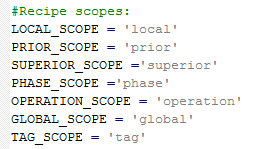 #Recipe scopes:
LOCAL_SCOPE = 'local'
PRIOR_SCOPE = 'prior'
SUPERIOR_SCOPE ='superior'
PHASE_SCOPE ='phase'
OPERATION_SCOPE = 'operation'
GLOBAL_SCOPE = 'global'
TAG_SCOPE = 'tag'